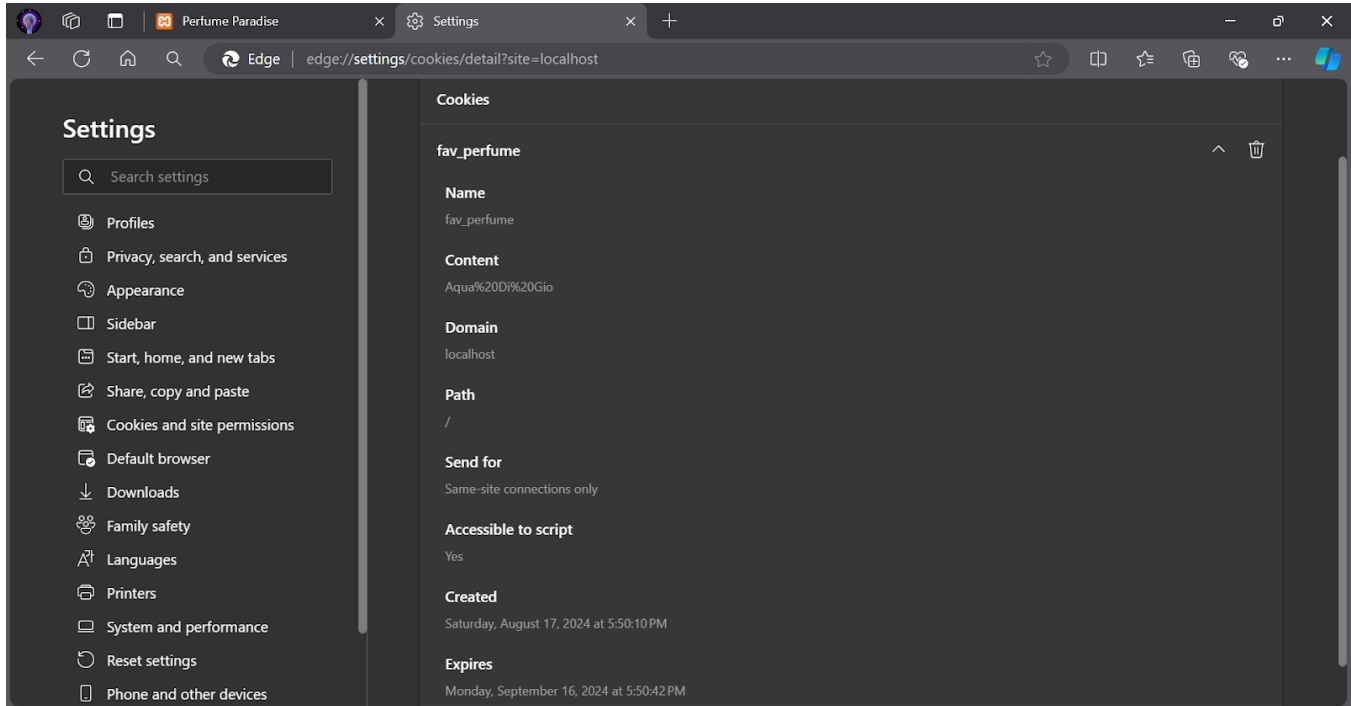 Perfume Paradise
Settings
Edge
edge://settings/cookies/detail?site=localhost
Settings
Search settings
Profiles
Privacy, search, and services
Appearance
Sidebar
Start, home, and new tabs
Share, copy and paste
Cookies and site permissions
Default browser
Downloads
Family safety
Languages
Printers
System and performance
Reset settings
Phone and other devices
Cookies
fav_perfume
Name
fav_perfume
Content
Aqua%20Di%20Gio
Domain
localhost
Path
/
Send for
Same-site connections only
Accessible to script
Yes
Created
Saturday, August 17, 2024 at 5:50:10 PM
Expires
Monday, September 16, 2024 at 5:50:42 PM